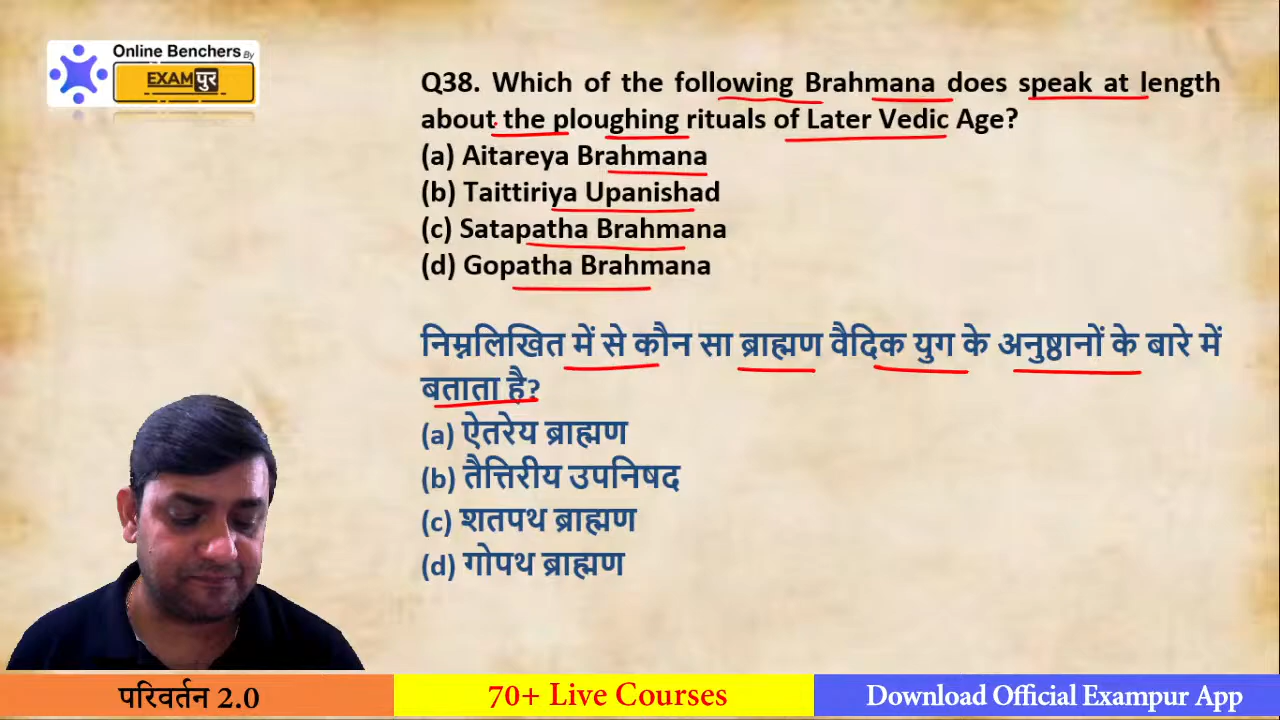 Online Benchers By
EXAMपुर
Q38. Which of the following Brahmana does speak at length
about the ploughing rituals of Later Vedic Age?
(a) Aitareya Brahmana
(b) Taittiriya Upanishad
(c) Satapatha Brahmana
(d) Gopatha Brahmana
निम्नलिखित में से कौन सा ब्राह्मण वैदिक युग के अनुष्ठानों के बारे में
बताता है?
(a) ऐतरेय ब्राह्मण
(b) तैत्तिरीय उपनिषद
(c) शतपथ ब्राह्मण
(d) गोपथ ब्राह्मण
परिवर्तन 2.0
70+ Live Courses
Download Official Exampur App